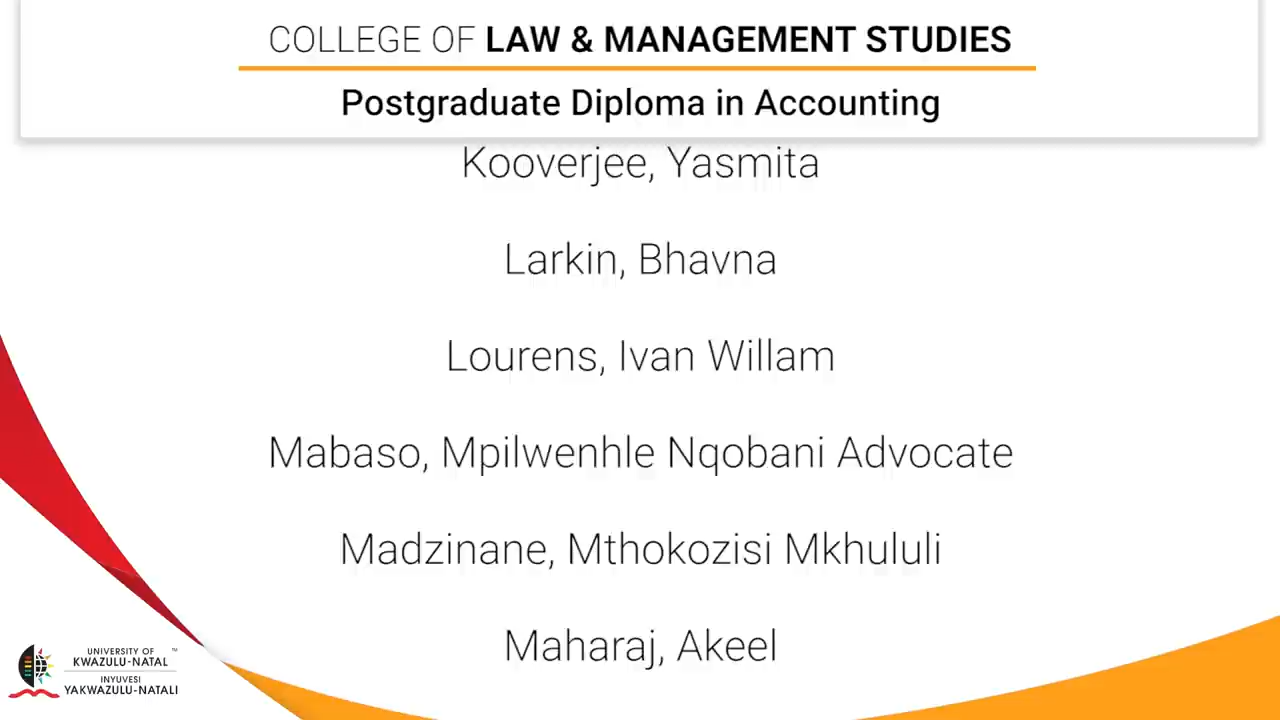 COLLEGE OF LAW & MANAGEMENT STUDIES
Postgraduate Diploma in Accounting
Kooverjee, Yasmita
Larkin, Bhavna
Lourens, Ivan Willam
Mabaso, Mpilwenhle Nqobani Advocate
Madzinane, Mthokozisi Mkhululi
Maharaj, Akeel
UNIVERSITY OF ™
KWAZULU-NATAL
INYUVESI
YAKWAZULU-NATALI